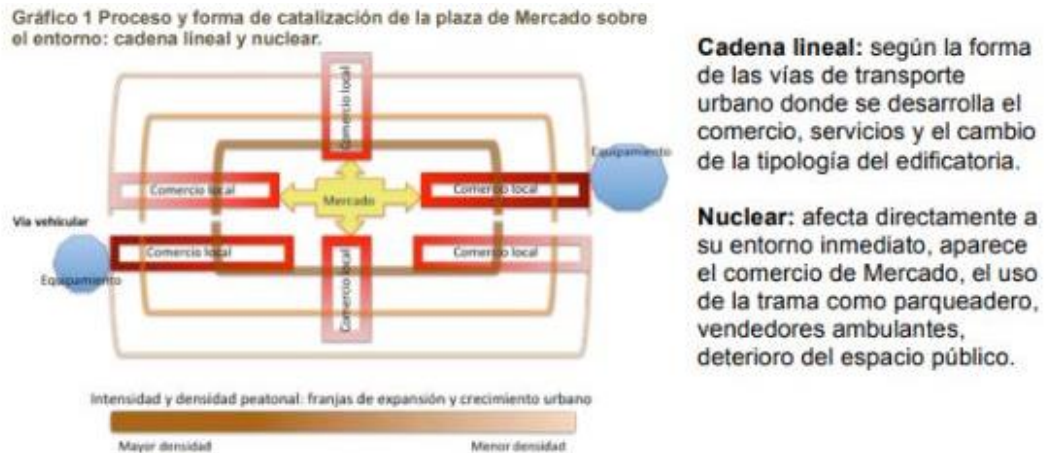 Gráfico 1 Proceso y forma de catalización de la plaza de Mercado sobre
el entorno: cadena lineal y nuclear.
Comercio local
Equipamiento
Comercio local
Comercio local
Mercado
Vía vehicular
Comercio local
Comercio local
Equipamiento
Comercio local
Intensidad y densidad peatonal: franjas de expansión y crecimiento urbano
Mayor densidad
Menor densidad
Cadena lineal: según la forma
de las vías de transporte
urbano donde se desarrolla el
comercio, servicios y el cambio
de la tipología del edificatoria.
Nuclear: afecta directamente a
su entorno inmediato, aparece
el comercio de Mercado, el uso
de la trama como parqueadero,
vendedores ambulantes,
deterioro del espacio público.